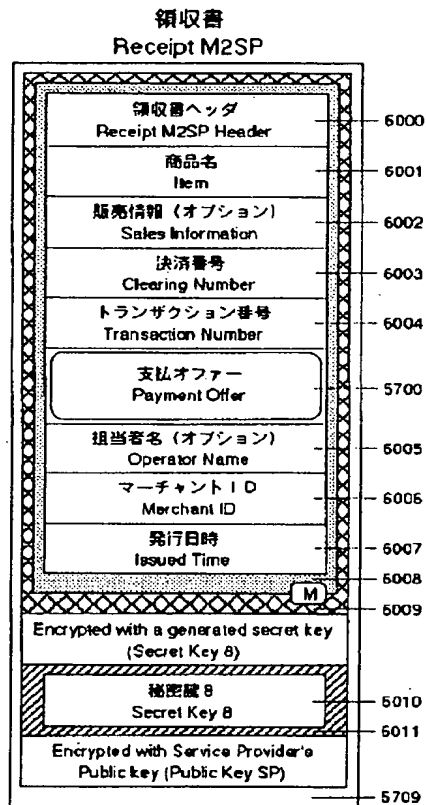 領収書
Receipt M2SP
領収書ヘッダ
Receipt M2SP Header
6000
商品名
Item
6001
販売情報（オプション）
Sales Information
6002
決済番号
Clearing Number
6003
トランザクション番号
Transaction Number
6004
支払オファー
Payment Offer
5700
担当者名（オプション）
Operator Name
6005
マーチャントＩＤ
Merchant ID
6006
発行日時
Issued Time
6007
6008
M
6009
Encrypted with a generated secret key
(Secret Key 8)
秘密鍵８
Secret Key 8
6010
6011
Encrypted with Service Provider's
Public key (Public Key SP)
5709